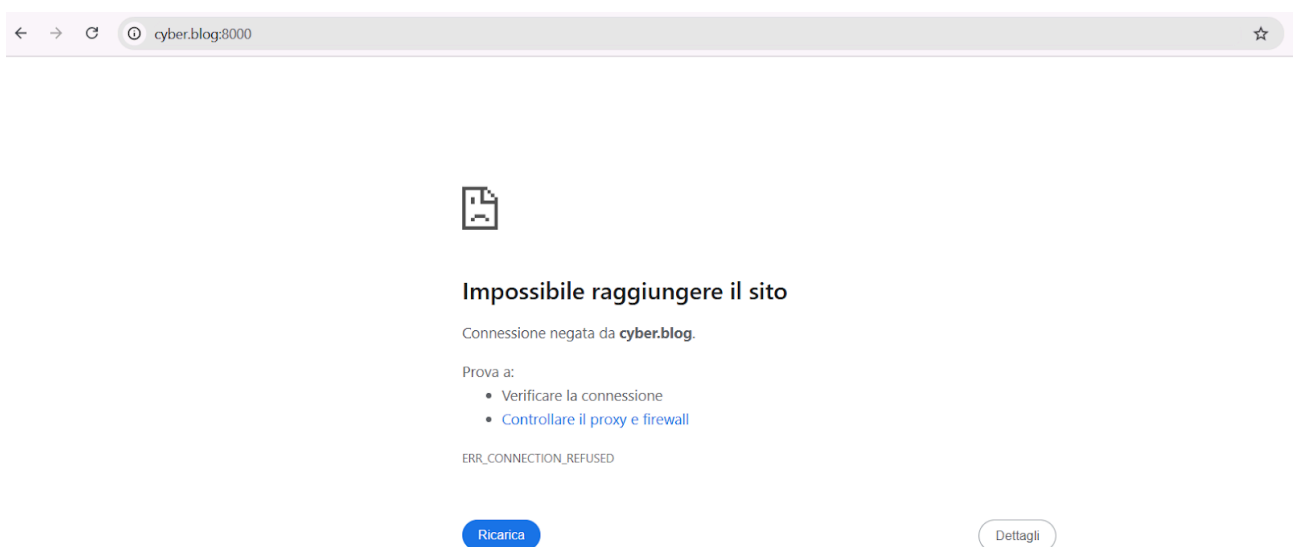 cyber.blog:8000
Impossibile raggiungere il sito
Connessione negata da cyber.blog.
Prova a:
• Verificare la connessione
• Controllare il proxy e firewall
ERR_CONNECTION_REFUSED
Ricarica
Dettagli